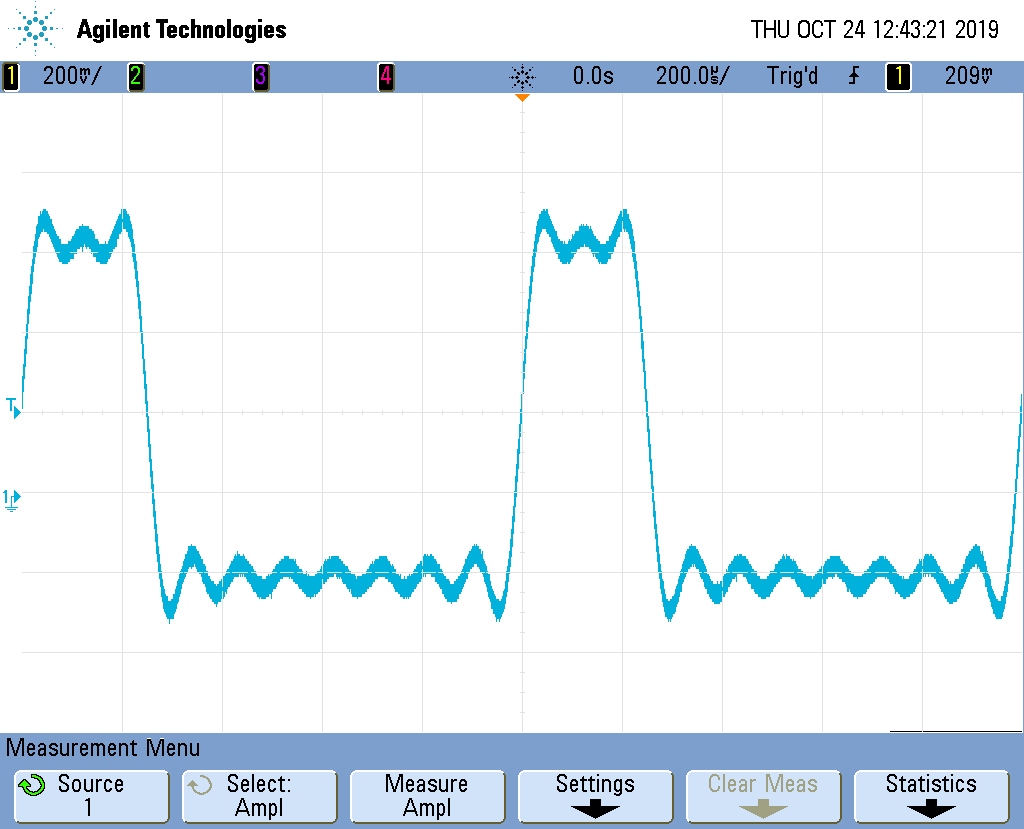 Agilent Technologies
THU OCT 24 12:43:21 2019
1 200mV/ 2 3 4 0.0s 200.0µs/ Trig'd 1 209mV
T
1
Measurement Menu
Source
1
Select:
Ampl
Measure
Ampl
Settings
Clear Meas
Statistics